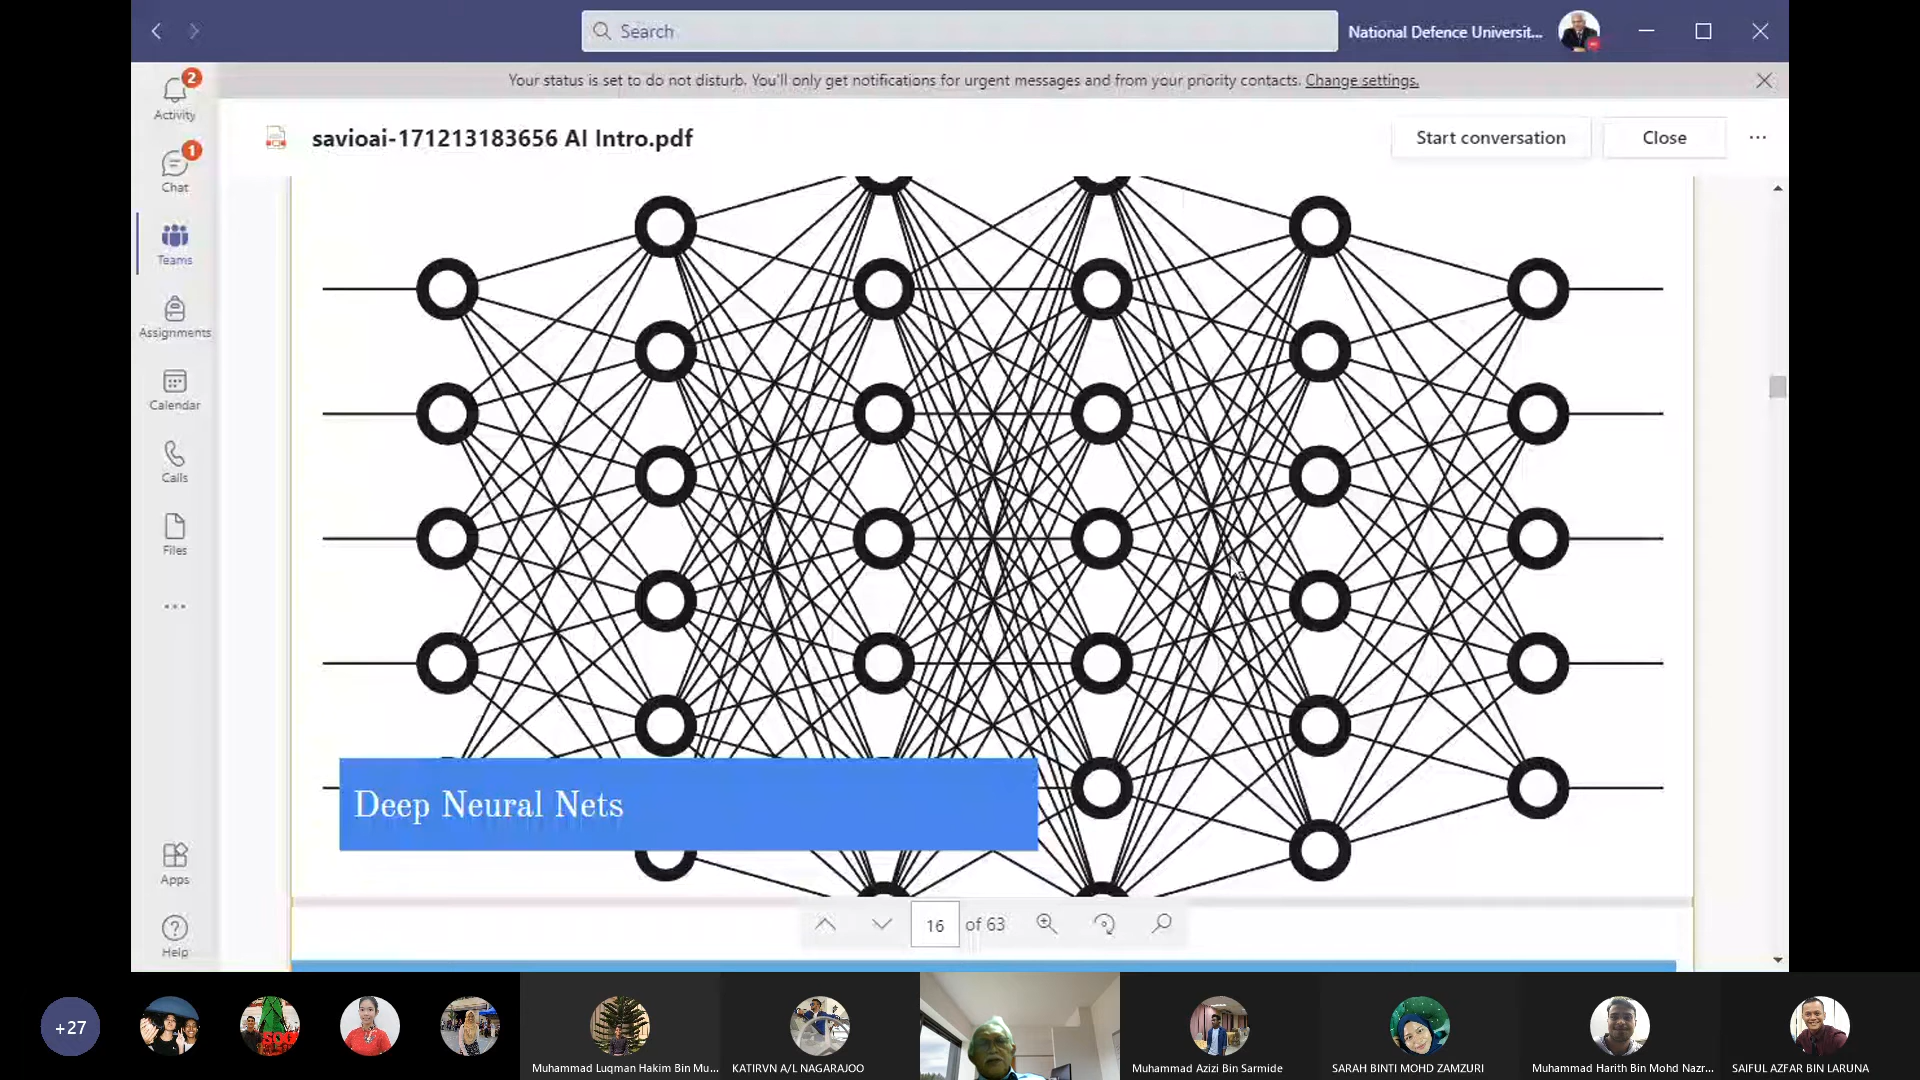 Search
National Defence Universit...
Your status is set to do not disturb. You'll only get notifications for urgent messages and from your priority contacts. Change settings.
2
Activity
savioai-171213183656 AI Intro.pdf
Start conversation
Close
1
Chat
Teams
Assignments
Calendar
Calls
Files
Deep Neural Nets
Apps
Help
16 of 63
+27
Muhammad Luqman Hakim Bin Mu...
KATIRVN A/L NAGARAJOO
Muhammad Azizi Bin Sarmide
SARAH BINTI MOHD ZAMZURI
Muhammad Harith Bin Mohd Nazr...
SAIFUL AZFAR BIN LARUNA